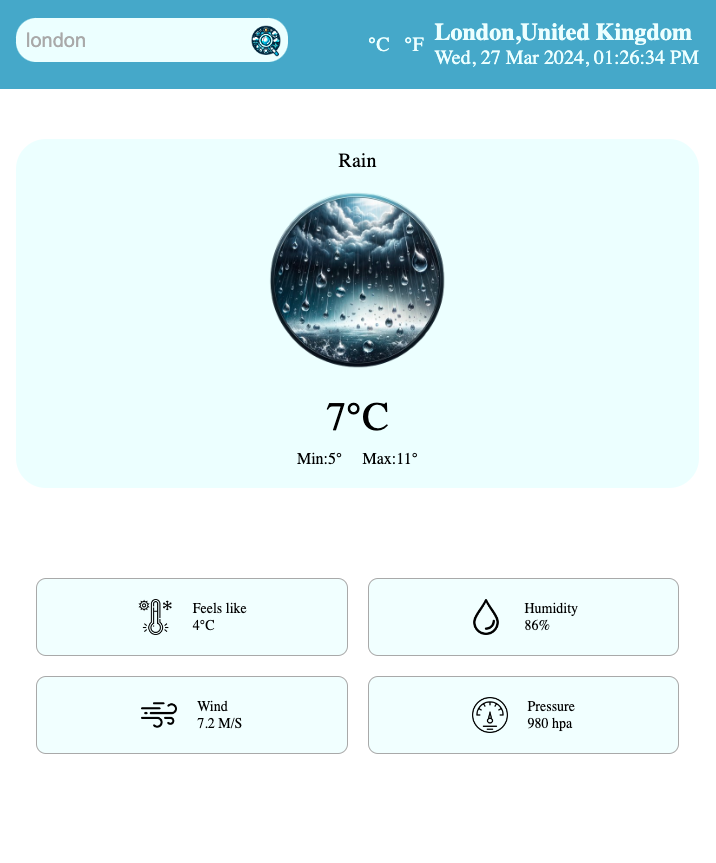 london
°C °F
London,United Kingdom
Wed, 27 Mar 2024, 01:26:34 PM
Rain
7°C
Min:5° Max:11°
Feels like
4°C
Humidity
86%
Wind
7.2 M/S
Pressure
980 hpa